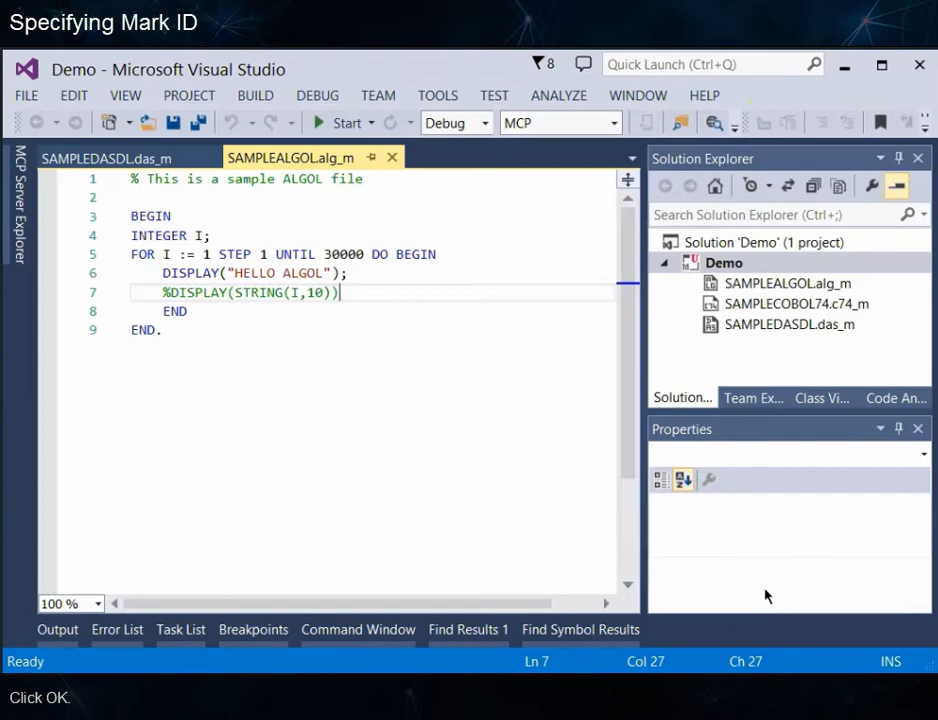 Specifying Mark ID
Demo - Microsoft Visual Studio
8
Quick Launch (Ctrl+Q)
FILE EDIT VIEW PROJECT BUILD DEBUG TEAM TOOLS TEST ANALYZE WINDOW HELP
Start Debug MCP
MCP Server Explorer
SAMPLEDASDL.das_m SAMPLEALGOL.alg_m
1 % This is a sample ALGOL file
2
3 BEGIN
4 INTEGER I;
5 FOR I := 1 STEP 1 UNTIL 30000 DO BEGIN
6 DISPLAY("HELLO ALGOL");
7 %DISPLAY(STRING(I,10))
8 END
9 END.
100 %
Solution Explorer
Search Solution Explorer (Ctrl+;)
Solution 'Demo' (1 project)
Demo
SAMPLEALGOL.alg_m
SAMPLECOBOL74.c74_m
SAMPLEDASDL.das_m
Solution... Team Ex... Class Vi... Code An...
Properties
Output Error List Task List Breakpoints Command Window Find Results 1 Find Symbol Results
Ready Ln 7 Col 27 Ch 27 INS
Click OK.